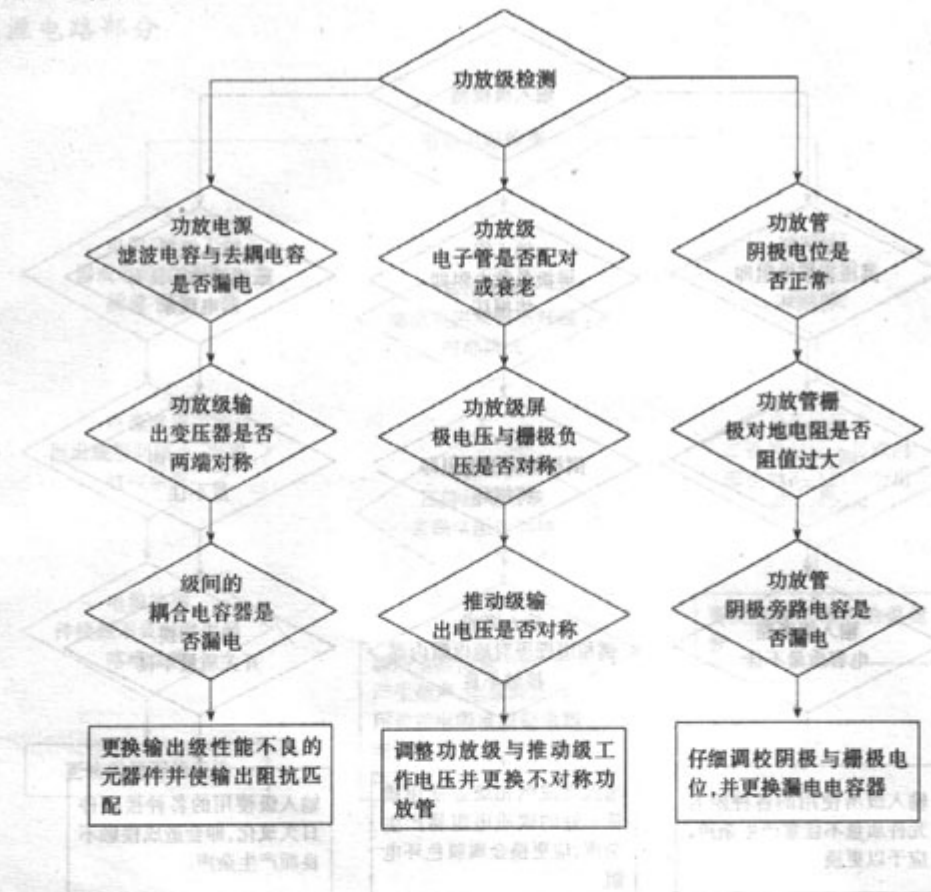 源电路部分
功放级检测
功放电源
滤波电容与去耦电容
是否漏电
功放级
电子管是否配对
或衰老
功放管
阴极电位是
否正常
功放级输
出变压器是否
两端对称
功放级屏
极电压与栅极负
压是否对称
功放管栅
极对地电阻是否
阻值过大
级间的
耦合电容器是
否漏电
推动级输
出电压是否对称
功放管
阴极旁路电容是
否漏电
更换输出级性能不良的
元器件并使输出阻抗匹
配
调整功放级与推动级工
作电压并更换不对称功
放管
仔细调校阴极与栅极电
位,并更换漏电电容器